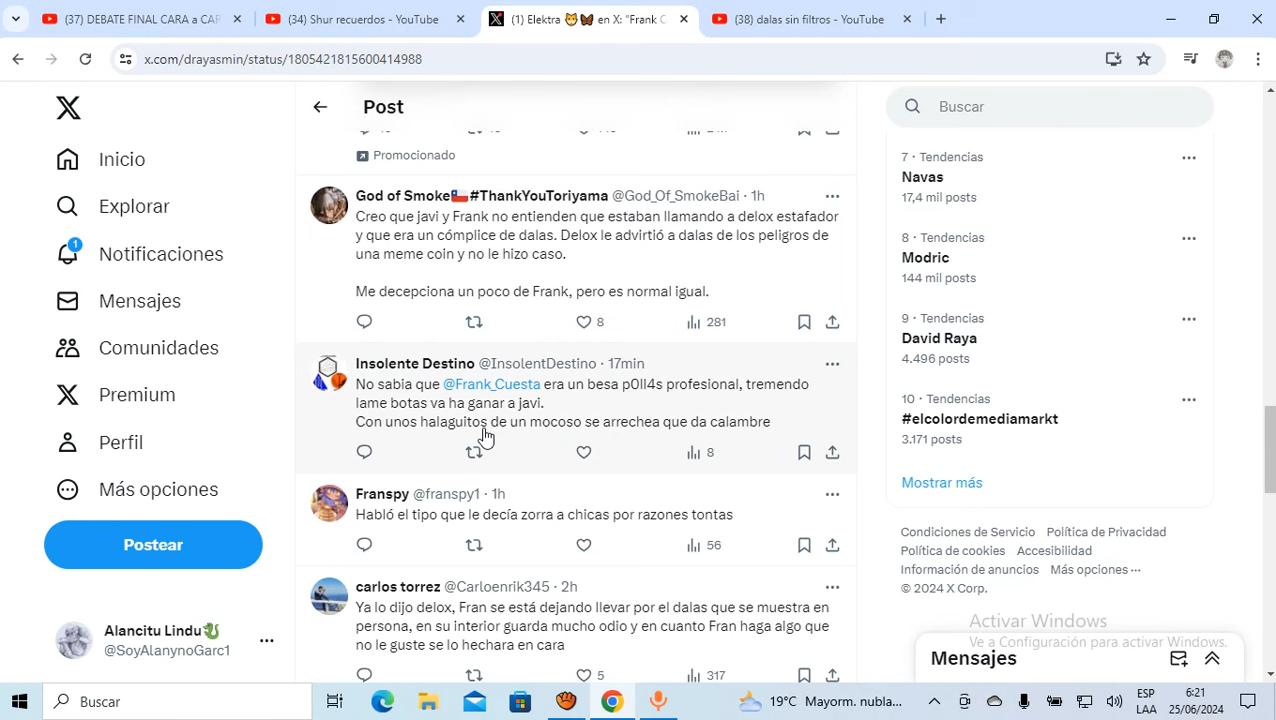 (37) DEBATE FINAL CARA a CAR
(34) Shur recuerdos - YouTube
(1) Elektra 🐱🦋 en X: "Frank C
(38) dalas sin filtros - YouTube
x.com/drayasmin/status/1805421815600414988
Inicio
Explorar
1
Notificaciones
Mensajes
Comunidades
Premium
Perfil
Más opciones
Postear
Alancitu Lindu🐉
@SoyAlanynoGarc1
Post
Promocionado
God of Smoke🇨🇱#ThankYouToriyama @God_Of_SmokeBai · 1h
Creo que javi y Frank no entienden que estaban llamando a delox estafador
y que era un cómplice de dalas. Delox le advirtió a dalas de los peligros de
una meme coin y no le hizo caso.
Me decepciona un poco de Frank, pero es normal igual.
8 281
Insolente Destino @InsolentDestino · 17min
No sabia que @Frank_Cuesta era un besa p0ll4s profesional, tremendo
lame botas va ha ganar a javi.
Con unos halaguitos de un mocoso se arrechea que da calambre
8
Franspy @franspy1 · 1h
Habló el tipo que le decía zorra a chicas por razones tontas
56
carlos torrez @Carloenrik345 · 2h
Ya lo dijo delox, Fran se está dejando llevar por el dalas que se muestra en
persona, en su interior guarda mucho odio y en cuanto Fran haga algo que
no le guste se lo hechara en cara
5 317
Buscar
7 · Tendencias
Navas
17,4 mil posts
8 · Tendencias
Modric
144 mil posts
9 · Tendencias
David Raya
4.496 posts
10 · Tendencias
#elcolordemediamarkt
3.171 posts
Mostrar más
Condiciones de Servicio Política de Privacidad
Política de cookies Accesibilidad
Información de anuncios Más opciones ···
© 2024 X Corp.
Activar Windows
Ve a Configuración para activar Windows.
Mensajes
Buscar
19°C Mayorm. nubla...
ESP
LAA
6:21
25/06/2024